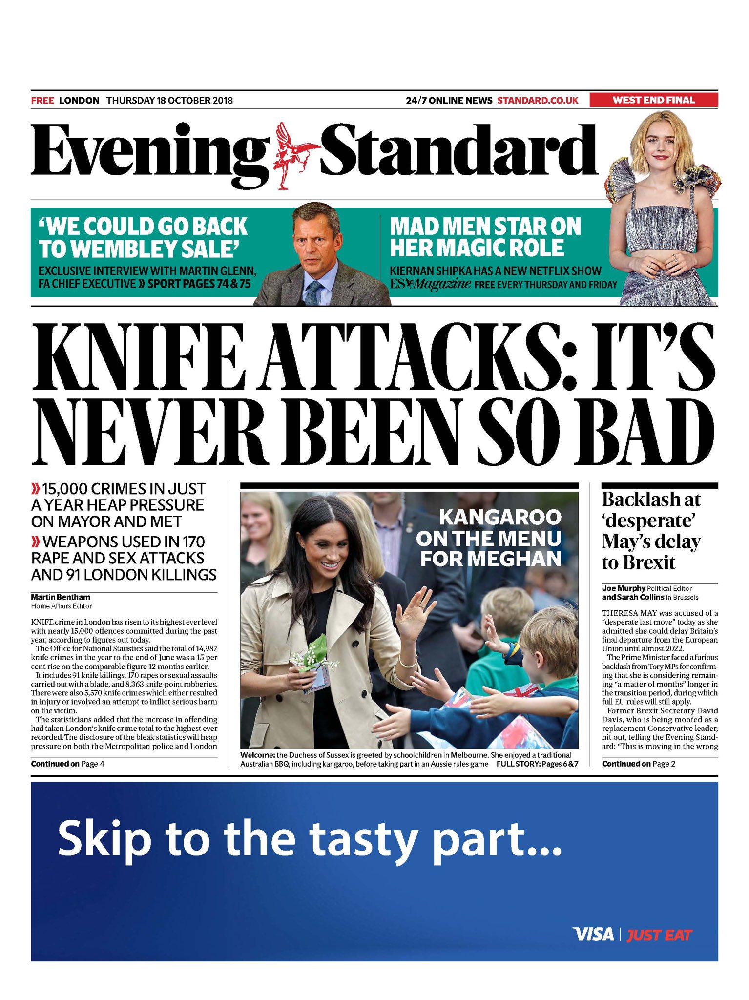 FREE LONDON THURSDAY 18 OCTOBER 2018
24/7 ONLINE NEWS STANDARD.CO.UK
WEST END FINAL
Evening Standard
‘WE COULD GO BACK
TO WEMBLEY SALE’
EXCLUSIVE INTERVIEW WITH MARTIN GLENN,
FA CHIEF EXECUTIVE » SPORT PAGES 74 & 75
MAD MEN STAR ON
HER MAGIC ROLE
KIERNAN SHIPKA HAS A NEW NETFLIX SHOW
ES Magazine FREE EVERY THURSDAY AND FRIDAY
KNIFE ATTACKS: IT’S
NEVER BEEN SO BAD
» 15,000 CRIMES IN JUST
A YEAR HEAP PRESSURE
ON MAYOR AND MET
» WEAPONS USED IN 170
RAPE AND SEX ATTACKS
AND 91 LONDON KILLINGS
Martin Bentham
Home Affairs Editor
KNIFE crime in London has risen to its highest ever level
with nearly 15,000 offences committed during the past
year, according to figures out today.
The Office for National Statistics said the total of 14,987
knife crimes in the year to the end of June was a 15 per
cent rise on the comparable figure 12 months earlier.
It includes 91 knife killings, 170 rapes or sexual assaults
carried out with a blade, and 8,363 knife-point robberies.
There were also 5,570 knife crimes which either resulted
in injury or involved an attempt to inflict serious harm
on the victim.
The statisticians added that the increase in offending
had taken London’s knife crime total to the highest ever
recorded. The disclosure of the bleak statistics will heap
pressure on both the Metropolitan police and London
Continued on Page 4
KANGAROO
ON THE MENU
FOR MEGHAN
Welcome: the Duchess of Sussex is greeted by schoolchildren in Melbourne. She enjoyed a traditional
Australian BBQ, including kangaroo, before taking part in an Aussie rules game FULL STORY: Pages 6 & 7
Backlash at
‘desperate’
May’s delay
to Brexit
Joe Murphy Political Editor
and Sarah Collins in Brussels
THERESA MAY was accused of a
“desperate last move” today as she
admitted she could delay Britain’s
final departure from the European
Union until almost 2022.
The Prime Minister faced a furious
backlash from Tory MPs for confirm-
ing that she is considering remain-
ing “a matter of months” longer in
the transition period, during which
full EU rules will still apply.
Former Brexit Secretary David
Davis, who is being mooted as a
replacement Conservative leader,
hit out, telling the Evening Stand-
ard: “This is moving in the wrong
Continued on Page 2
Skip to the tasty part...
VISA | JUST EAT